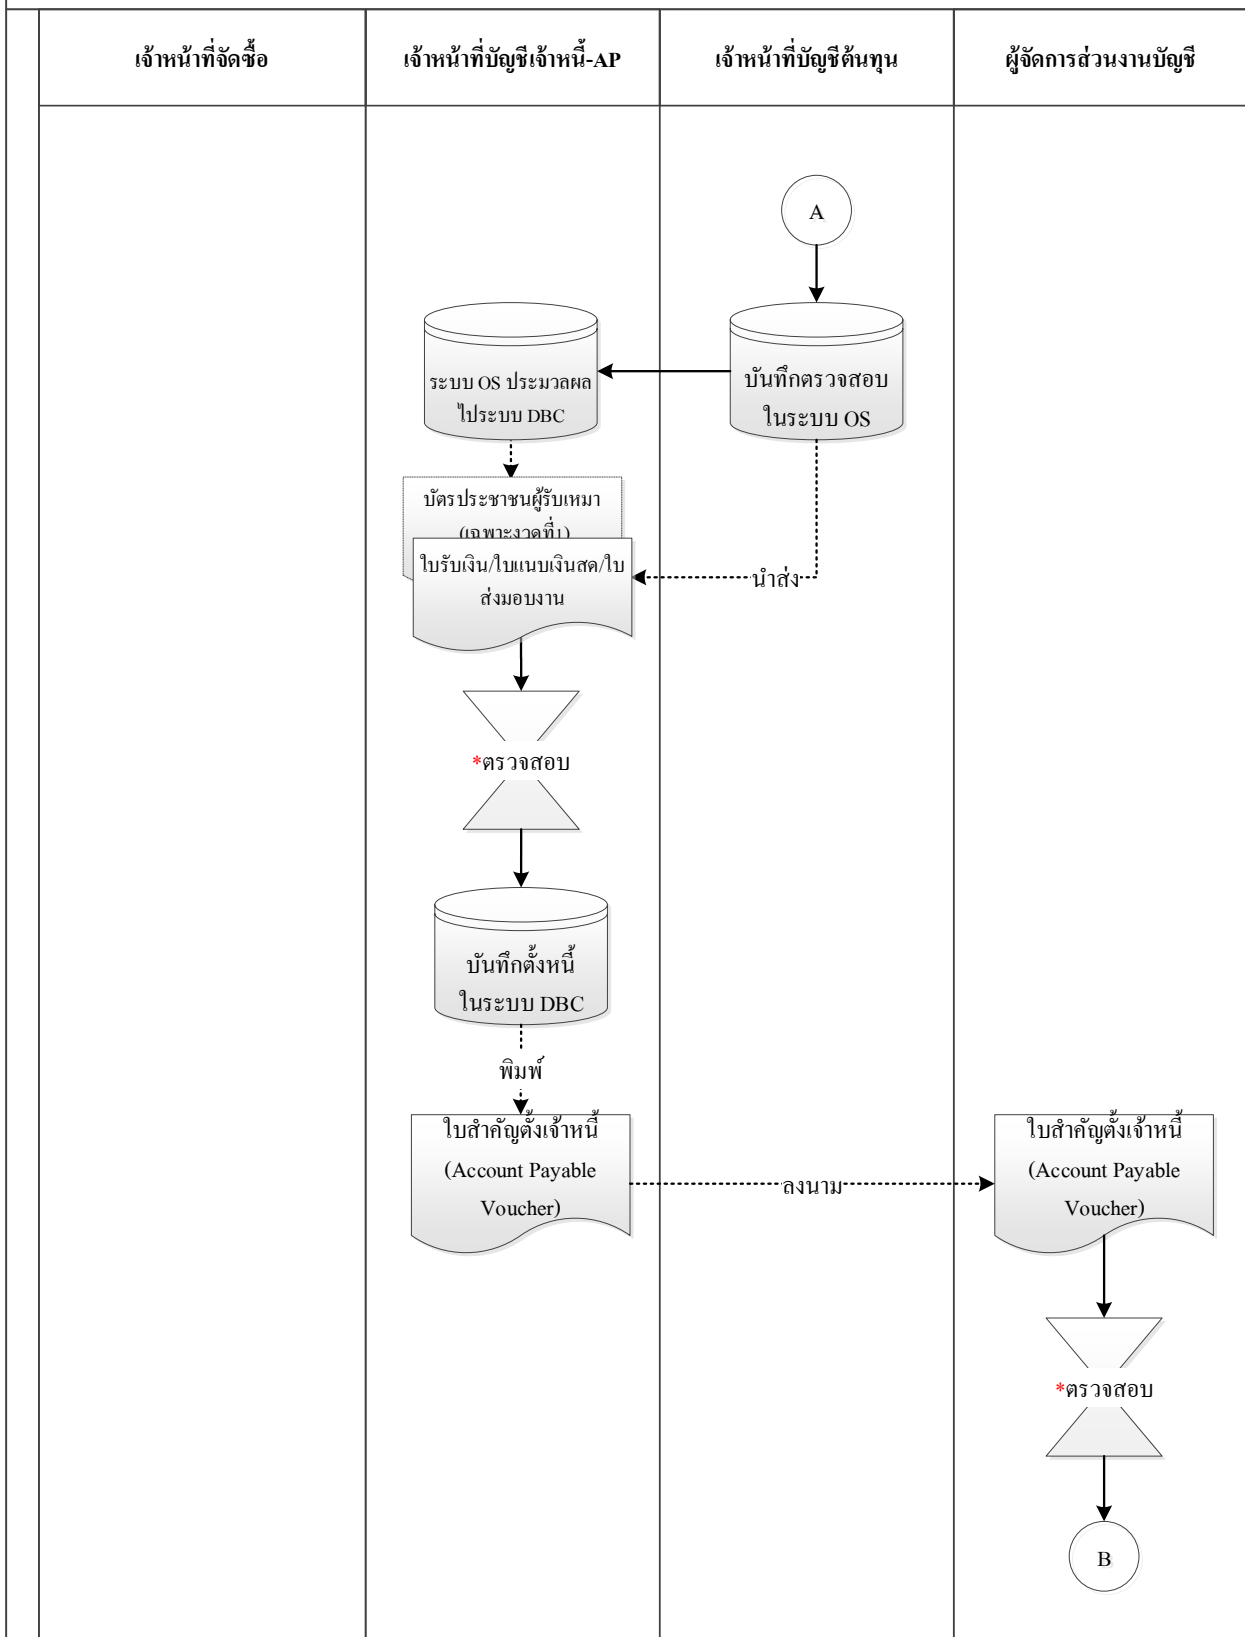 เจ้าหน้าที่จัดซื้อ
เจ้าหน้าที่บัญชีเจ้าหนี้-AP
เจ้าหน้าที่บัญชีต้นทุน
ผู้จัดการส่วนงานบัญชี
A
ระบบ OS ประมวลผล
ไประบบ DBC
บันทึกตรวจสอบ
ในระบบ OS
บัตรประชาชนผู้รับเหมา
(เฉพาะงวดที่1)
ใบรับเงิน/ใบแนบเงินสด/ใบ
ส่งมอบงาน
นำส่ง
*ตรวจสอบ
บันทึกตั้งหนี้
ในระบบ DBC
พิมพ์
ใบสำคัญตั้งเจ้าหนี้
(Account Payable
Voucher)
ลงนาม
ใบสำคัญตั้งเจ้าหนี้
(Account Payable
Voucher)
*ตรวจสอบ
B